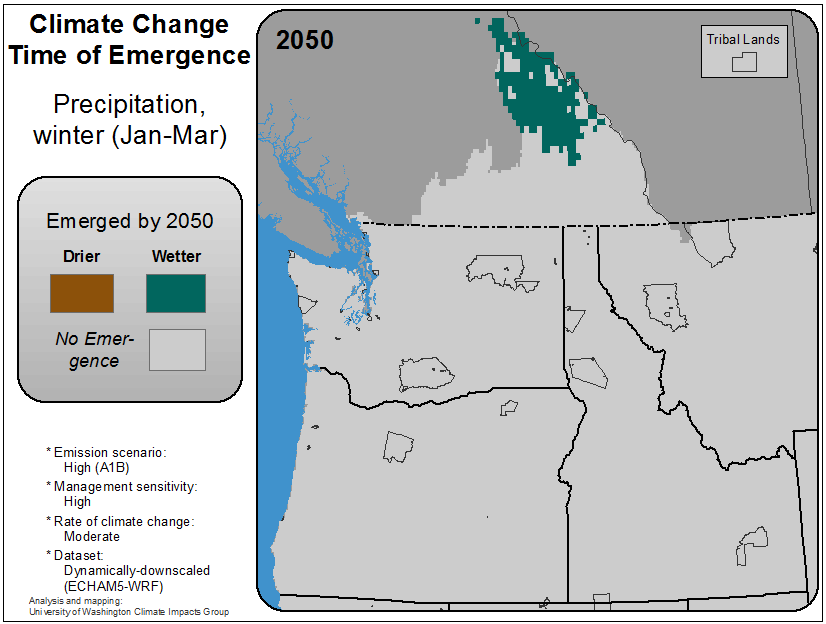 Climate Change
Time of Emergence
Precipitation,
winter (Jan-Mar)
Emerged by 2050
Drier
Wetter
No Emer-
gence
* Emission scenario:
High (A1B)
* Management sensitivity:
High
* Rate of climate change:
Moderate
* Dataset:
Dynamically-downscaled
(ECHAM5-WRF)
Analysis and mapping:
University of Washington Climate Impacts Group
2050
Tribal Lands